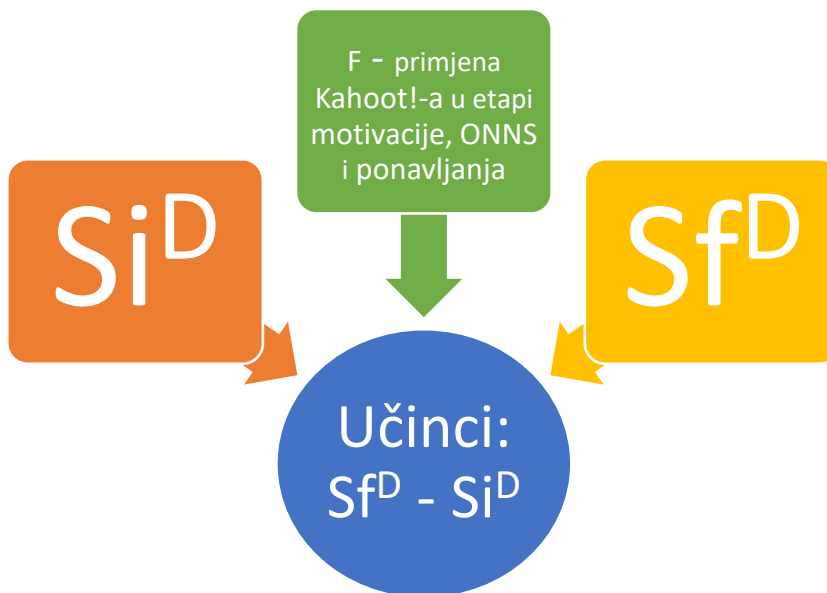 F - primjena
Kahoot!-a u etapi
motivacije, ONNS
i ponavljanja
Siᴰ
Sfᴰ
Učinci:
Sfᴰ - Siᴰ